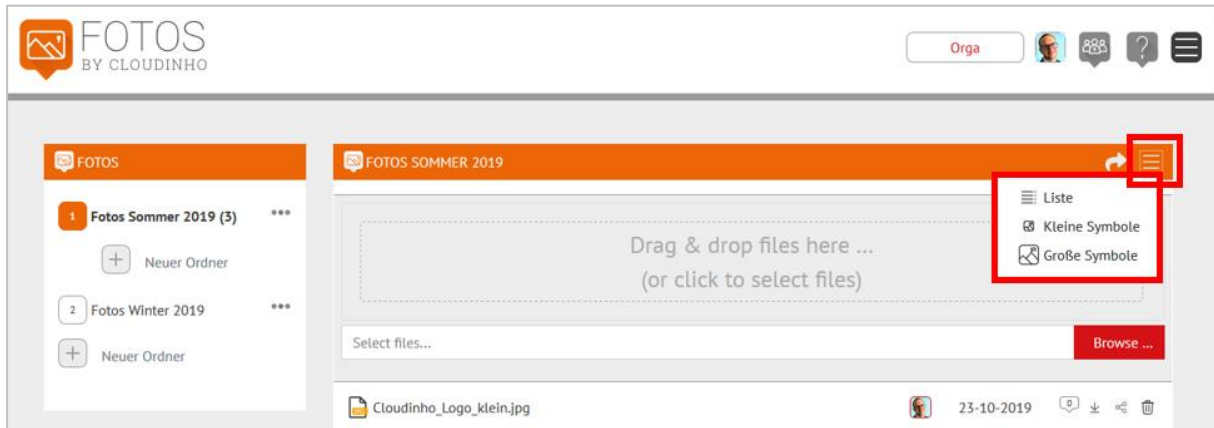 FOTOS
BY CLOUDINHO
Orga
?
FOTOS
1 Fotos Sommer 2019 (3)
Neuer Ordner
2 Fotos Winter 2019
Neuer Ordner
FOTOS SOMMER 2019
Liste
Kleine Symbole
Große Symbole
Drag & drop files here ...
(or click to select files)
Select files...
Browse ...
Cloudinho_Logo_klein.jpg 23-10-2019 0